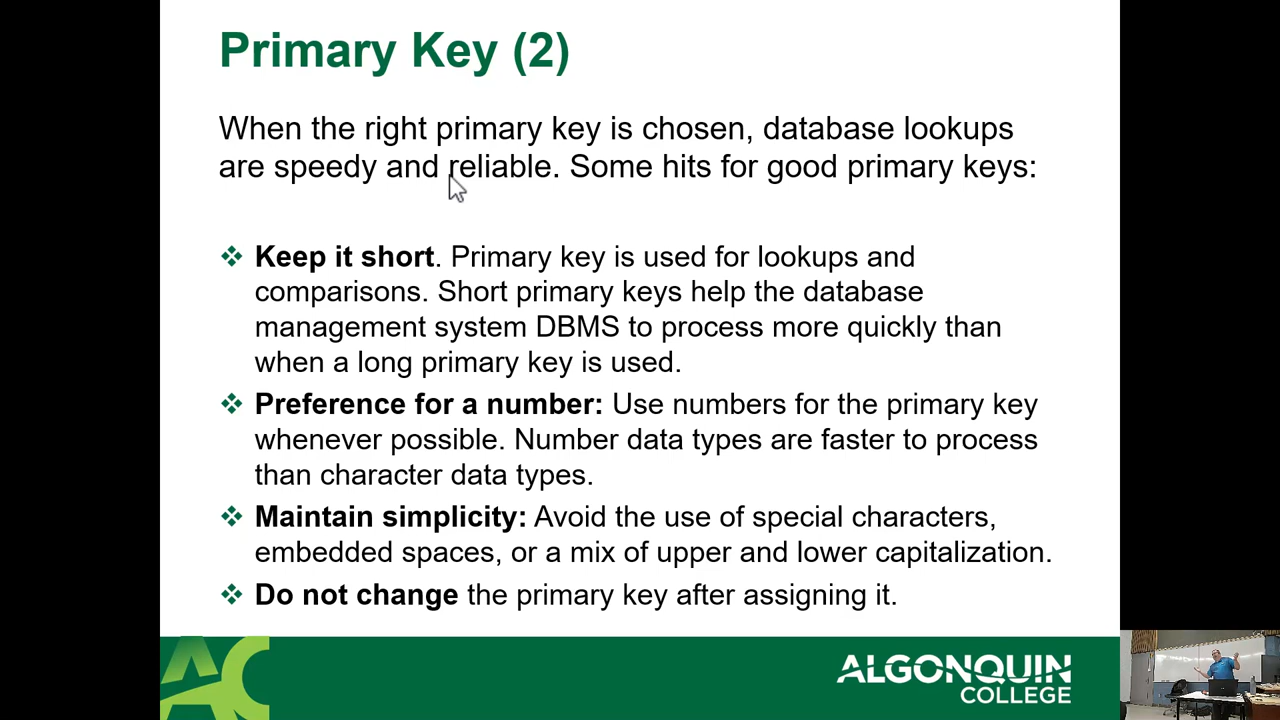 Primary Key (2)
When the right primary key is chosen, database lookups
are speedy and reliable. Some hits for good primary keys:
❖ Keep it short. Primary key is used for lookups and
comparisons. Short primary keys help the database
management system DBMS to process more quickly than
when a long primary key is used.
❖ Preference for a number: Use numbers for the primary key
whenever possible. Number data types are faster to process
than character data types.
❖ Maintain simplicity: Avoid the use of special characters,
embedded spaces, or a mix of upper and lower capitalization.
❖ Do not change the primary key after assigning it.
AC
ALGONQUIN
COLLEGE